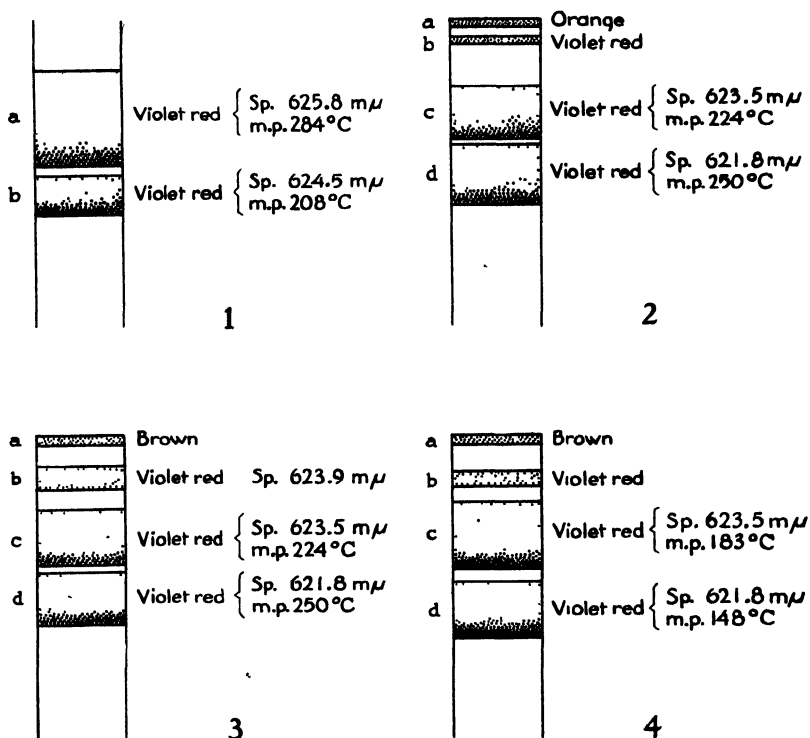 a
Violet red { Sp. 625.8 mµ
m.p. 284°C
b
Violet red { Sp. 624.5 mµ
m.p. 208°C
1
a Orange
b Violet red
c
Violet red { Sp. 623.5 mµ
m.p. 224°C
d
Violet red { Sp. 621.8 mµ
m.p. 250°C
2
a Brown
b Violet red Sp. 623.9 mµ
c
Violet red { Sp. 623.5 mµ
m.p. 224°C
d
Violet red { Sp. 621.8 mµ
m.p. 250°C
3
a Brown
b Violet red
c
Violet red { Sp. 623.5 mµ
m.p. 183°C
d
Violet red { Sp. 621.8 mµ
m.p. 148°C
4